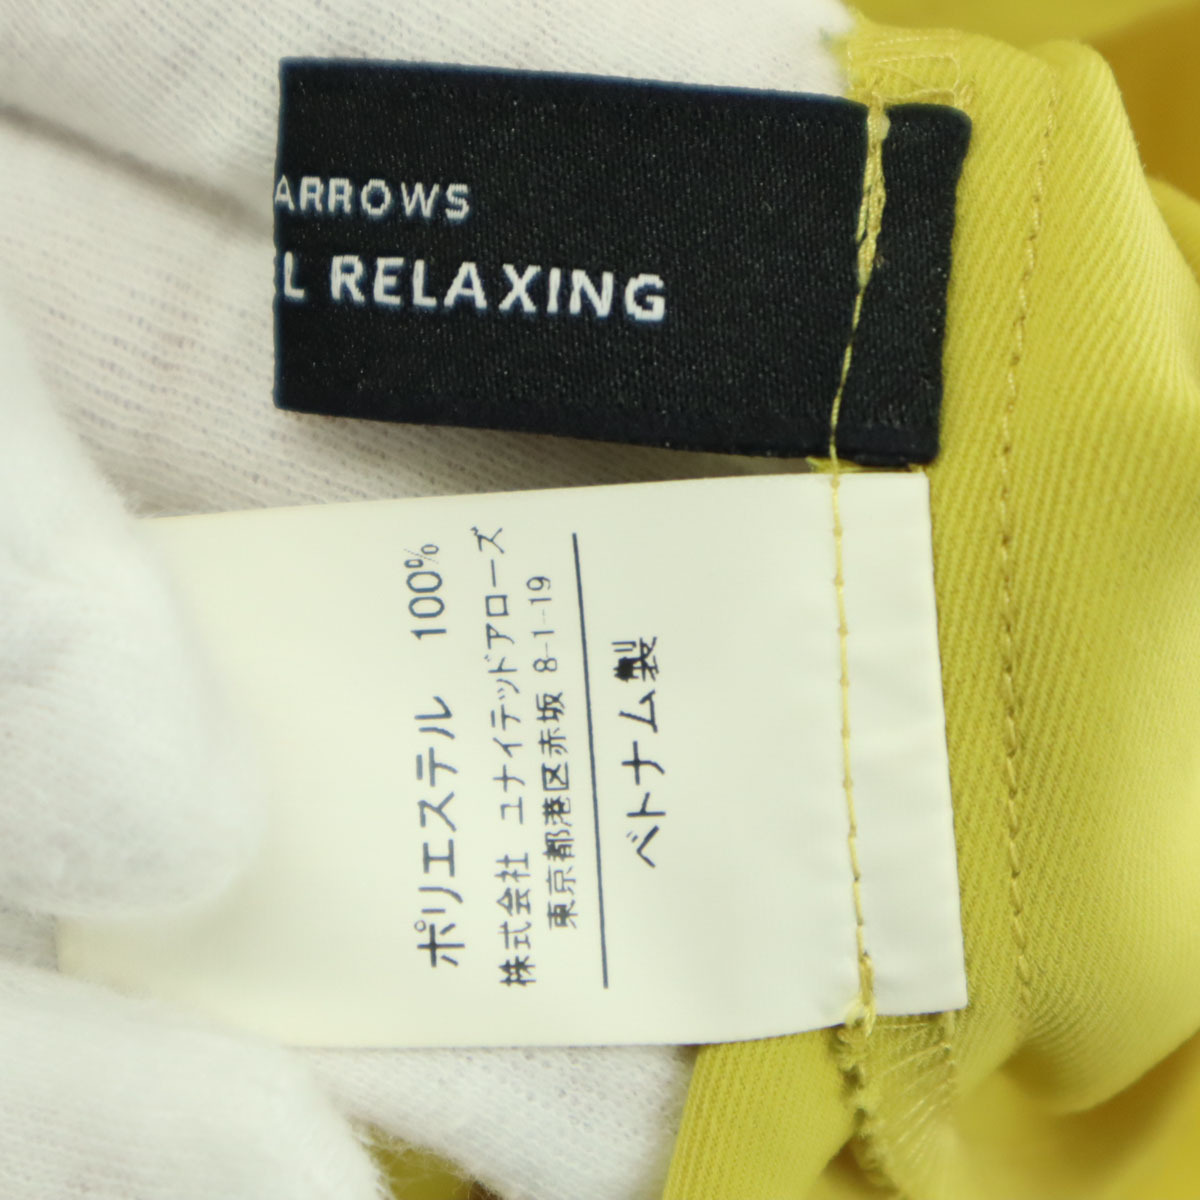 ARROWS
L RELAXING
ポリエステル 100%
株式会社 ユナイテッドアローズ
東京都港区赤坂 8-1-19
ベトナム製